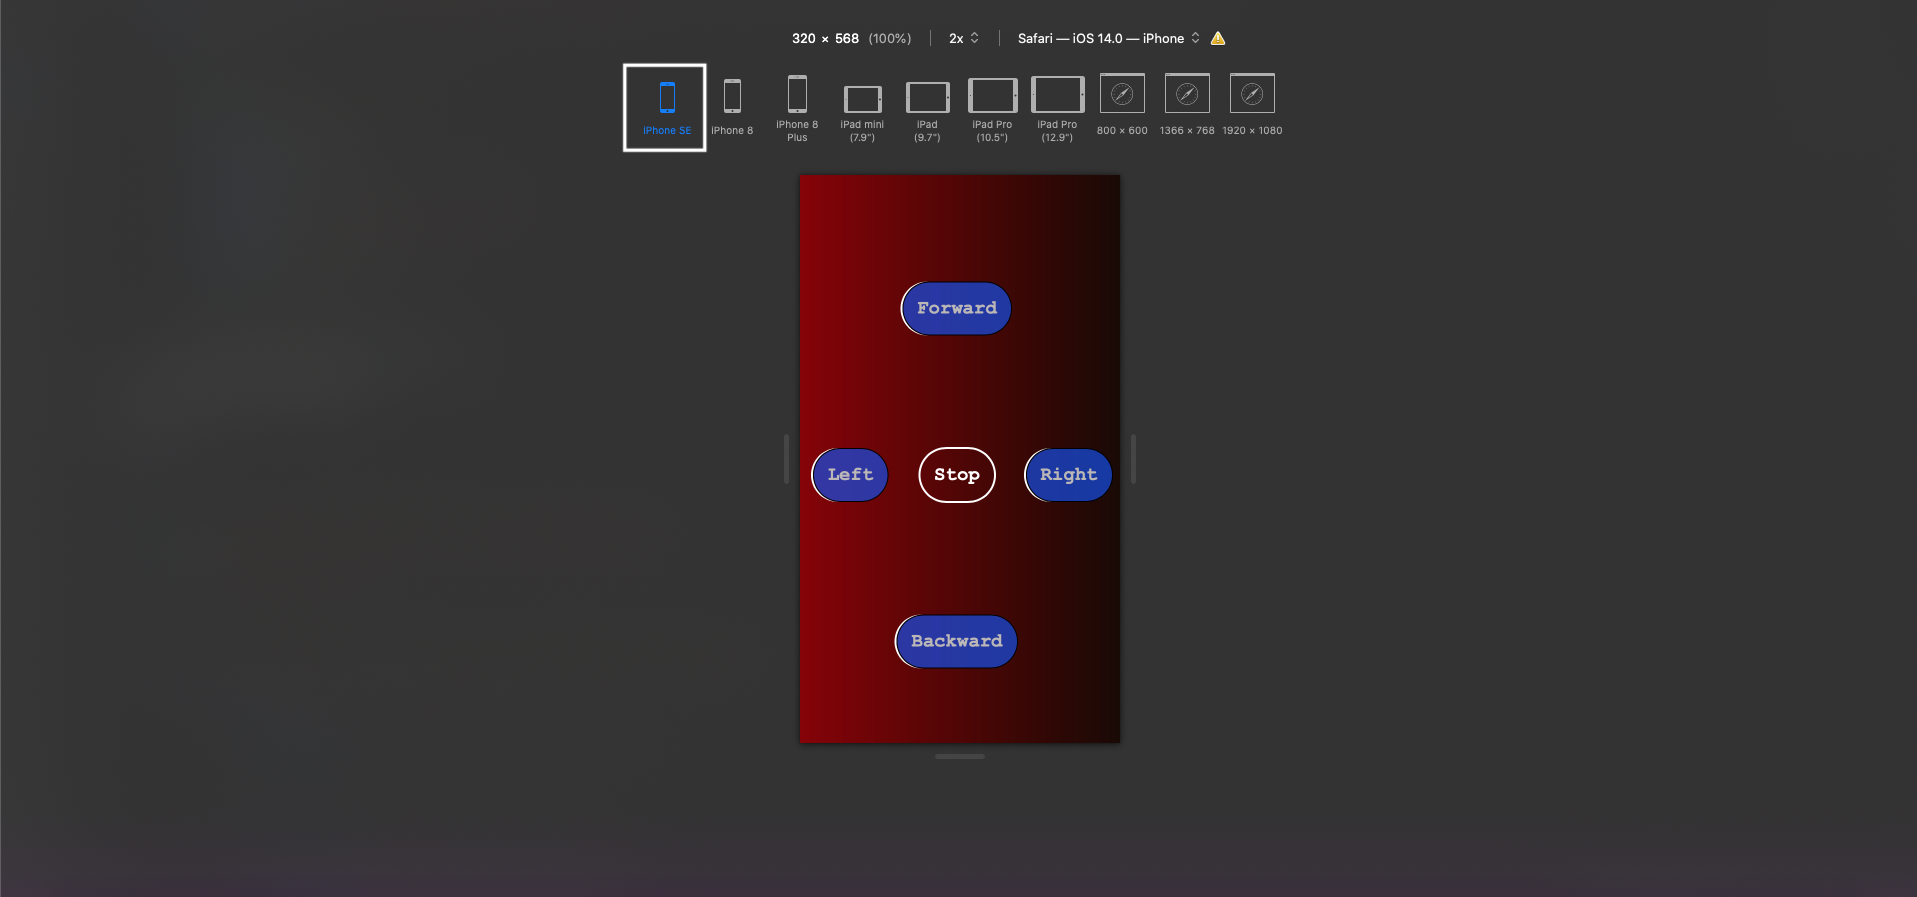 320 × 568 (100%) 2x Safari — iOS 14.0 — iPhone
iPhone SE
iPhone 8
iPhone 8
Plus
iPad mini
(7.9")
iPad
(9.7")
iPad Pro
(10.5")
iPad Pro
(12.9")
800 × 600
1366 × 768
1920 × 1080
Forward
Left Stop Right
Backward